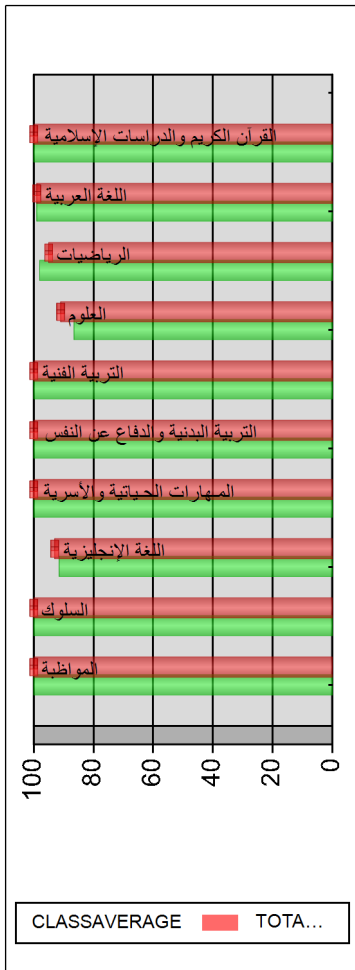 القرآن الكريم والدراسات الإسلامية
اللغة العربية
الرياضيات
العلوم
التربية الفنية
التربية البدنية والدفاع عن النفس
المهارات الحياتية والأسرية
اللغة الإنجليزية
السلوك
المواظبة
100 80 60 40 20 0
CLASSAVERAGE TOTA...